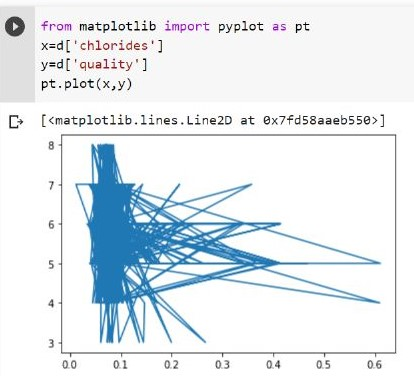 from matplotlib import pyplot as pt
x=d['chlorides']
y=d['quality']
pt.plot(x,y)
[<matplotlib.lines.Line2D at 0x7fd58aaeb550>]
8
7
6
5
4
3
0.0 0.1 0.2 0.3 0.4 0.5 0.6